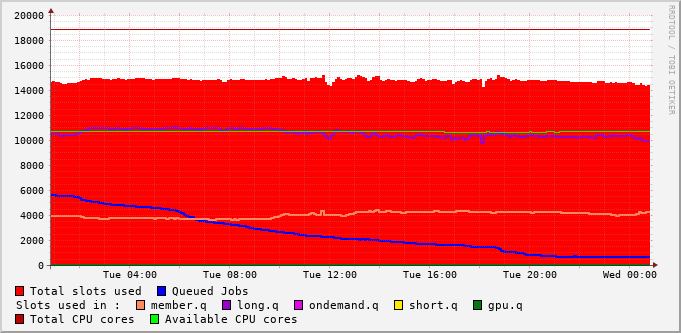 RRDTOOL / TOBI OETIKER
20000
18000
16000
14000
12000
10000
8000
6000
4000
2000
0
Tue 04:00 Tue 08:00 Tue 12:00 Tue 16:00 Tue 20:00 Wed 00:00
Total slots used Queued Jobs
Slots used in : member.q long.q ondemand.q short.q gpu.q
Total CPU cores Available CPU cores